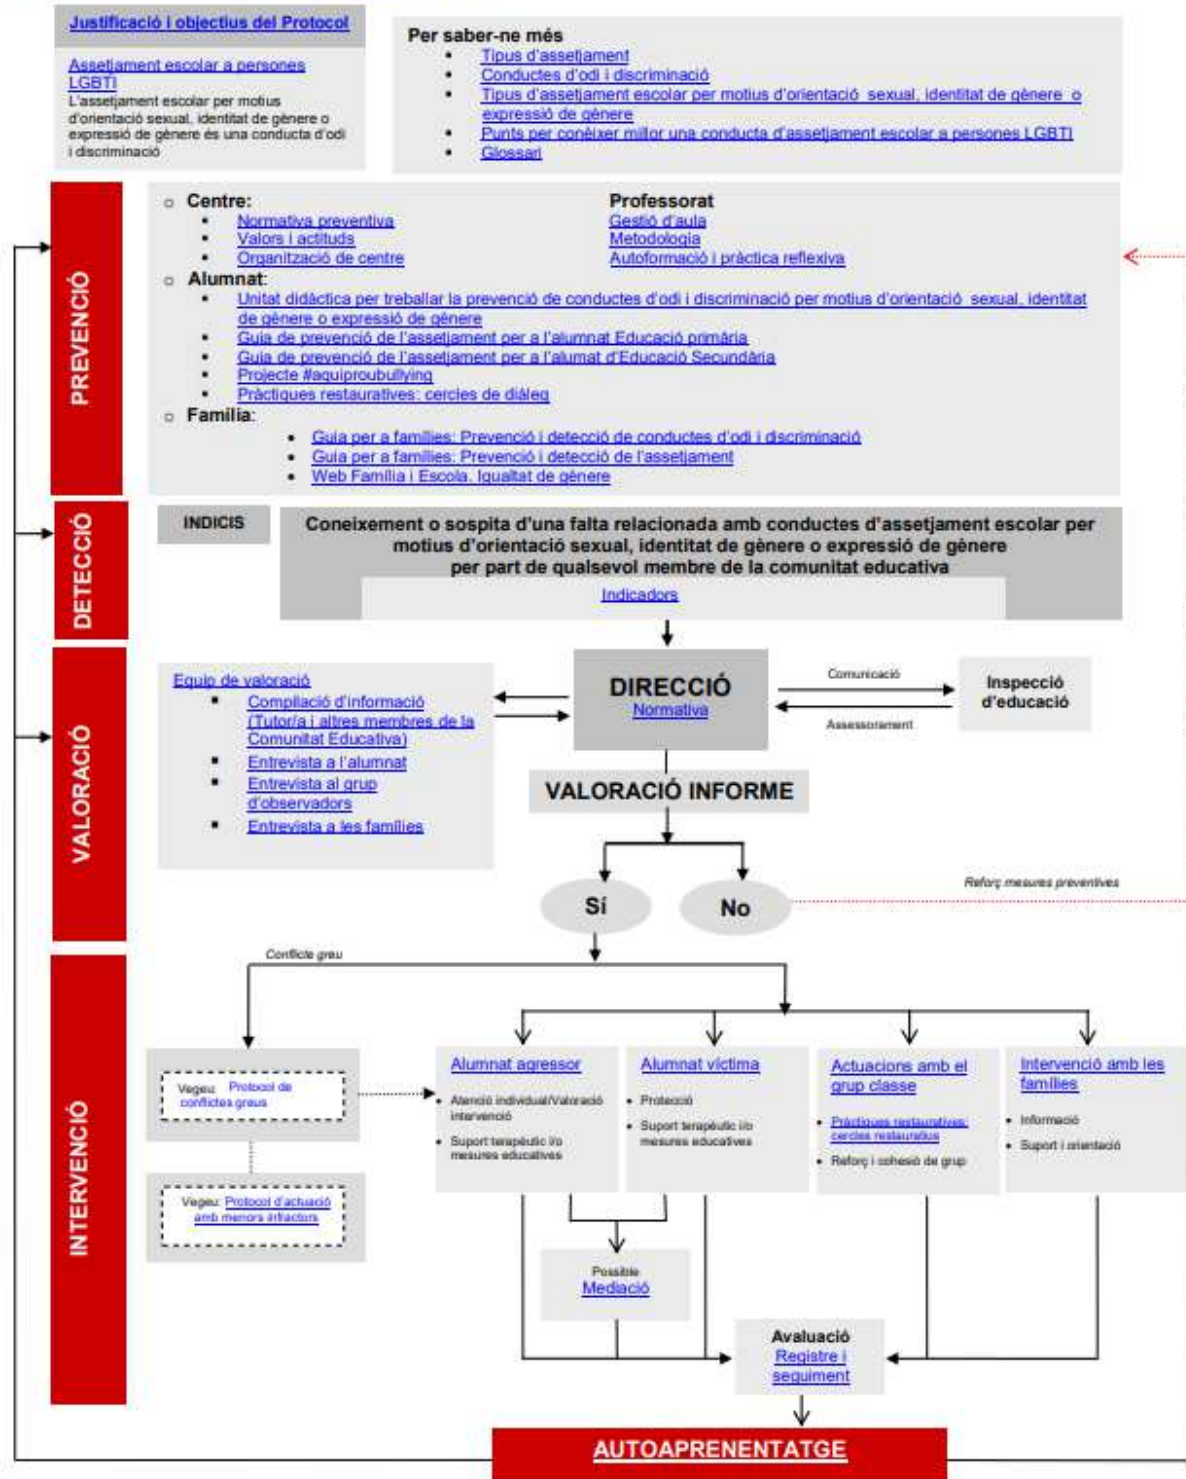 Justificació i objectius del Protocol
Assetjament escolar a persones
LGBTI
L'assetjament escolar per motius
d'orientació sexual, identitat de gènere o
expressió de gènere és una conducta d'odi
i discriminació
Per saber-ne més
Tipus d'assetjament
Conductes d'odi i discriminació
Tipus d'assetjament escolar per motius d'orientació sexual, identitat de gènere o
expressió de gènere
Punts per conèixer millor una conducta d'assetjament escolar a persones LGBTI
Glossari
PREVENCIÓ
Centre:
Normativa preventiva
Valors i actituds
Organització de centre
Professorat
Gestió d'aula
Metodologia
Autoformació i pràctica reflexiva
Alumnat:
Unitat didàctica per treballar la prevenció de conductes d'odi i discriminació per motius d'orientació sexual, identitat
de gènere o expressió de gènere
Guia de prevenció de l'assetjament per a l'alumnat Educació primària
Guia de prevenció de l'assetjament per a l'alumat d'Educació Secundària
Projecte #aquiproubullying
Pràctiques restauratives: cercles de diàleg
Família:
Guia per a famílies: Prevenció i detecció de conductes d'odi i discriminació
Guia per a famílies: Prevenció i detecció de l'assetjament
Web Família i Escola. Igualtat de gènere
DETECCIÓ
INDICIS
Coneixement o sospita d'una falta relacionada amb conductes d'assetjament escolar per
motius d'orientació sexual, identitat de gènere o expressió de gènere
per part de qualsevol membre de la comunitat educativa
Indicadors
VALORACIÓ
Equip de valoració
Compilació d'informació
(Tutor/a i altres membres de la
Comunitat Educativa)
Entrevista a l'alumnat
Entrevista al grup
d'observadors
Entrevista a les famílies
DIRECCIÓ
Normativa
Comunicació
Assessorament
Inspecció
d'educació
VALORACIÓ INFORME
Sí
No
Reforç mesures preventives
INTERVENCIÓ
Conflicte greu
Vegeu: Protocol de
conflictes greus
Vegeu: Protocol d'actuació
amb menors infractors
Alumnat agressor
Atenció individual/Valoració
intervenció
Suport terapèutic i/o
mesures educatives
Alumnat víctima
Protecció
Suport terapèutic i/o
mesures educatives
Actuacions amb el
grup classe
Pràctiques restauratives:
cercles restauratius
Reforç i cohesió de grup
Intervenció amb les
famílies
Informació
Suport i orientació
Possible
Mediació
Avaluació
Registre i
seguiment
AUTOAPRENENTATGE